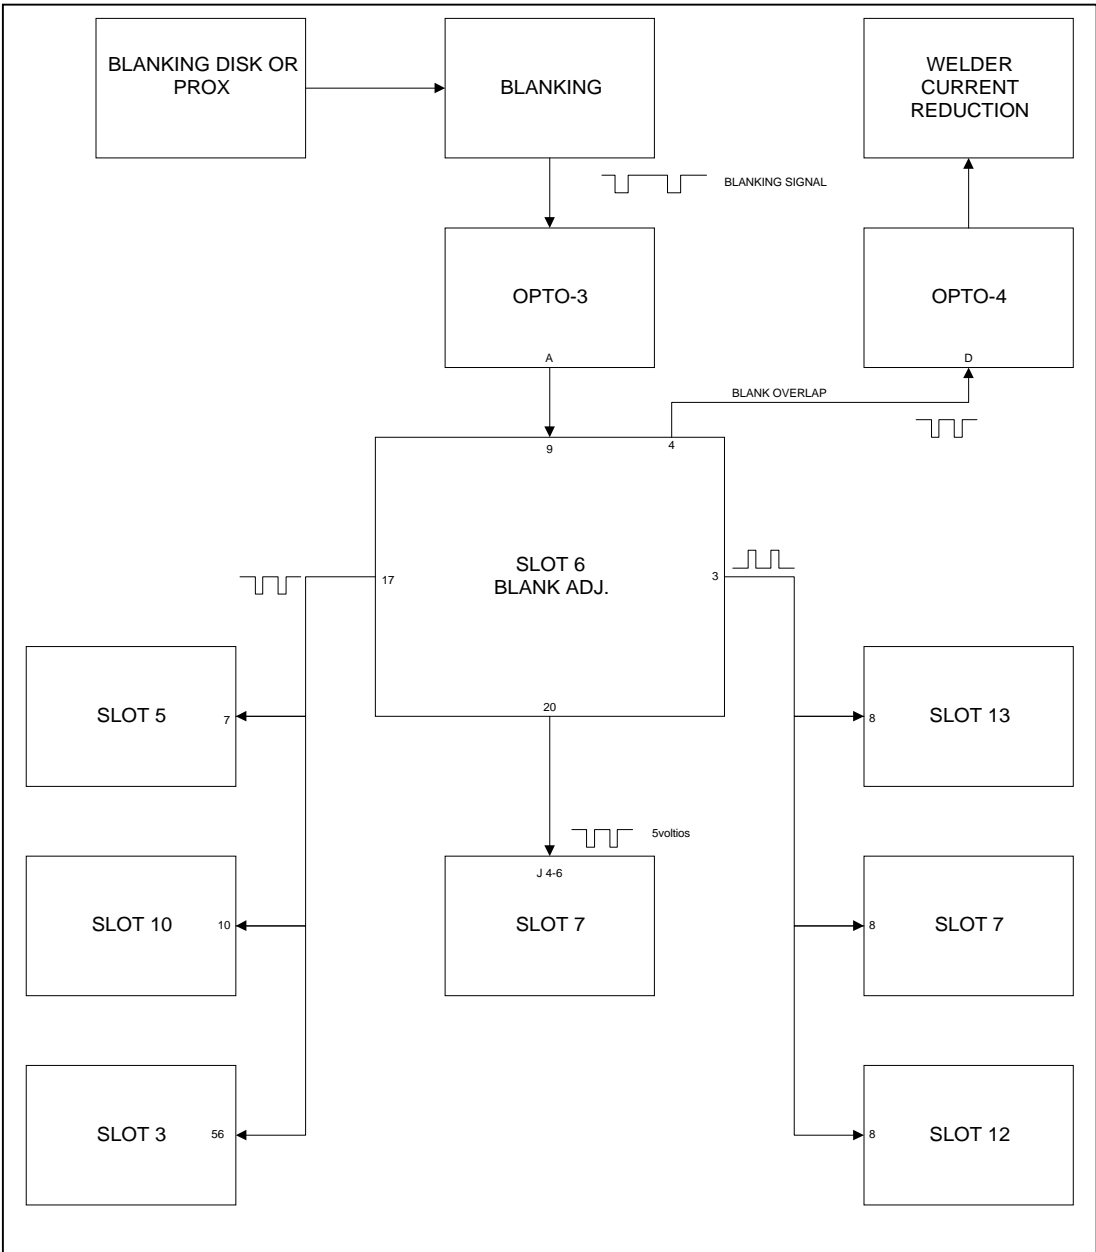 BLANKING DISK OR
PROX
BLANKING
WELDER
CURRENT
REDUCTION
BLANKING SIGNAL
OPTO-3
A
OPTO-4
D
BLANK OVERLAP
9
4
SLOT 6
BLANK ADJ.
17
3
20
SLOT 5
7
8
SLOT 13
5voltios
J 4-6
SLOT 10
10
SLOT 7
8
SLOT 7
SLOT 3
56
8
SLOT 12